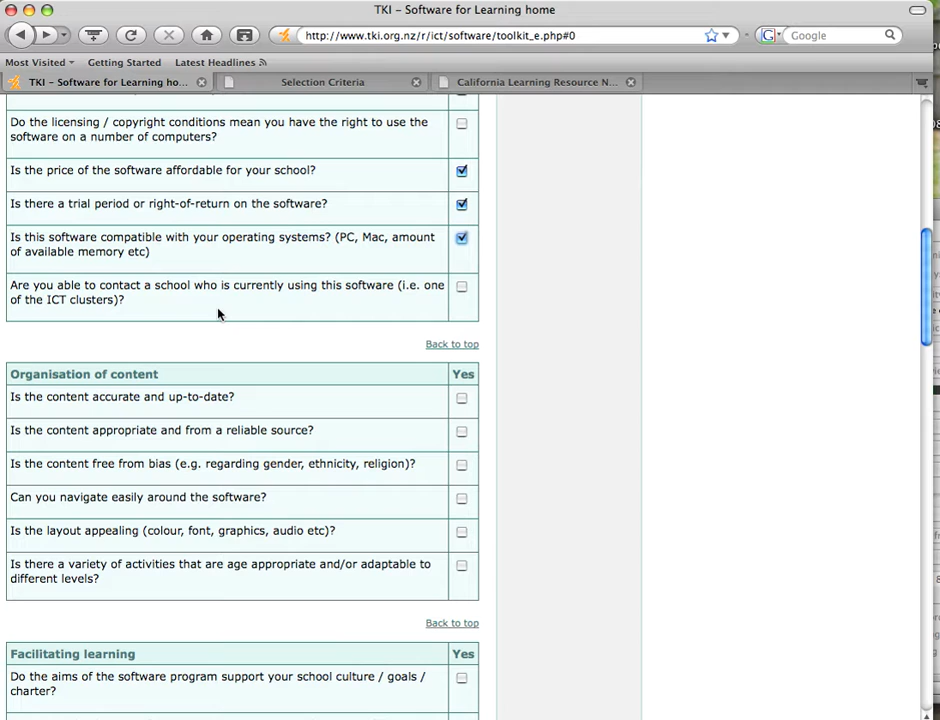 TKI – Software for Learning home
http://www.tki.org.nz/r/ict/software/toolkit_e.php#0
Google
Most Visited Getting Started Latest Headlines
TKI – Software for Learning ho... Selection Criteria California Learning Resource N...
Do the licensing / copyright conditions mean you have the right to use the
software on a number of computers?
Is the price of the software affordable for your school?
Is there a trial period or right-of-return on the software?
Is this software compatible with your operating systems? (PC, Mac, amount
of available memory etc)
Are you able to contact a school who is currently using this software (i.e. one
of the ICT clusters)?
Back to top
Organisation of content Yes
Is the content accurate and up-to-date?
Is the content appropriate and from a reliable source?
Is the content free from bias (e.g. regarding gender, ethnicity, religion)?
Can you navigate easily around the software?
Is the layout appealing (colour, font, graphics, audio etc)?
Is there a variety of activities that are age appropriate and/or adaptable to
different levels?
Back to top
Facilitating learning Yes
Do the aims of the software program support your school culture / goals /
charter?